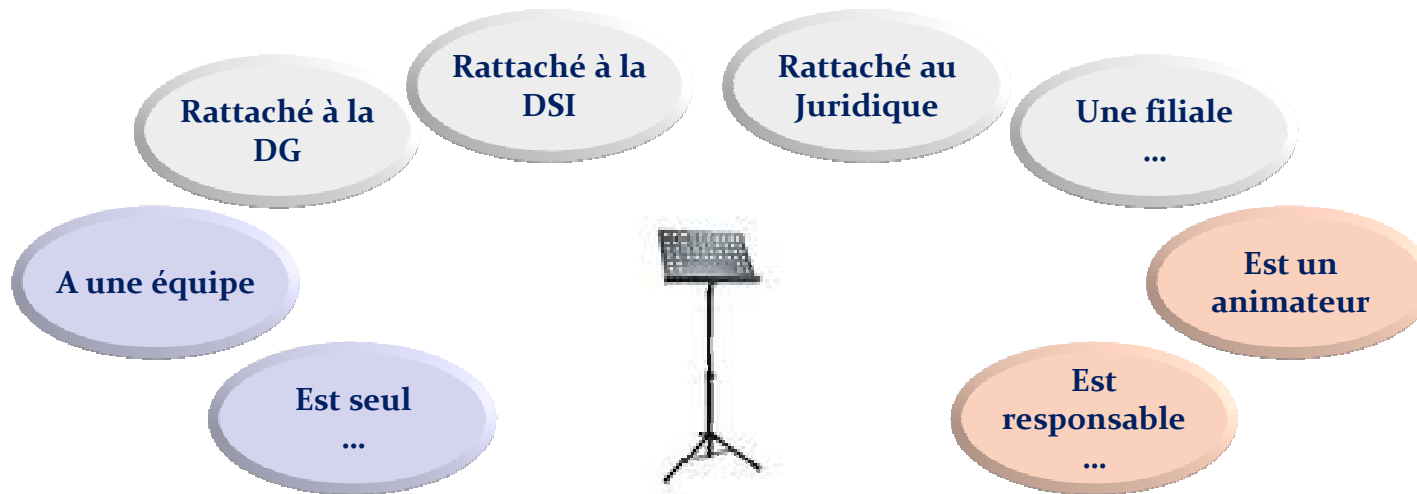 Rattaché à la
DG
Rattaché à la
DSI
Rattaché au
Juridique
Une filiale
...
A une équipe
Est seul
...
Est un
animateur
Est
responsable
...